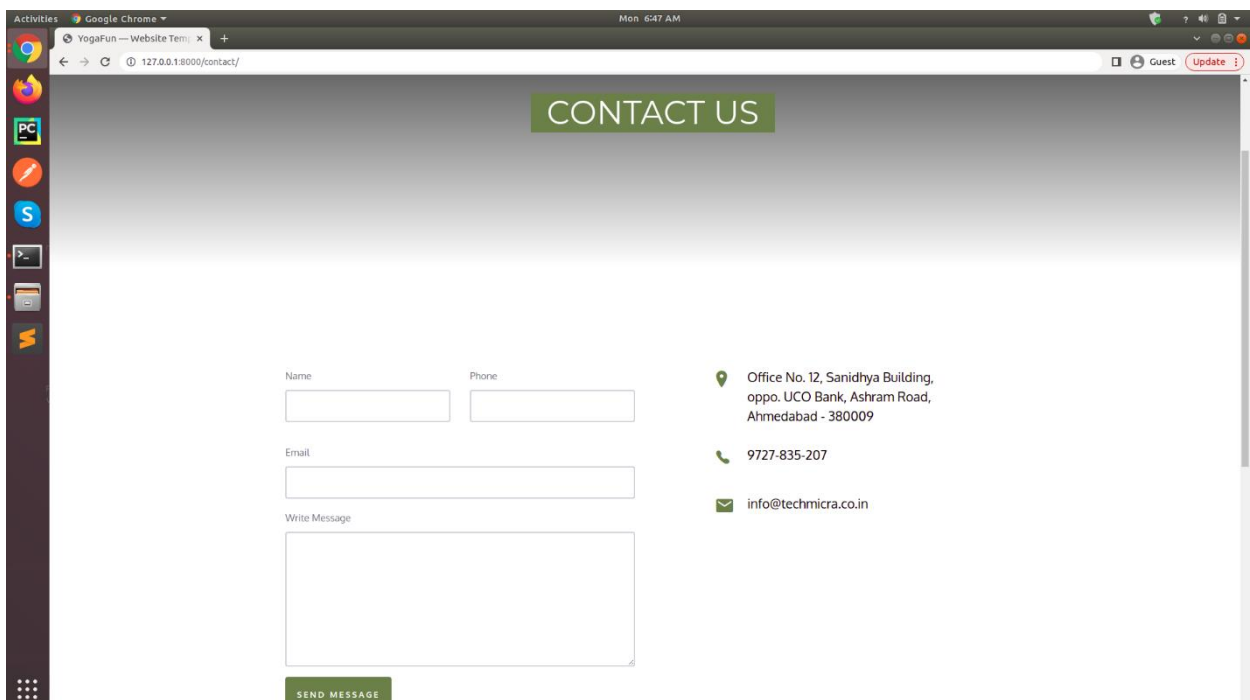 Activities Google Chrome Mon 6:47 AM
YogaFun — Website Temp
127.0.0.1:8000/contact/ Guest Update
CONTACT US
PC
S
Name Phone
Email
Write Message
SEND MESSAGE
Office No. 12, Sanidhya Building,
oppo. UCO Bank, Ashram Road,
Ahmedabad - 380009
9727-835-207
info@techmicra.co.in